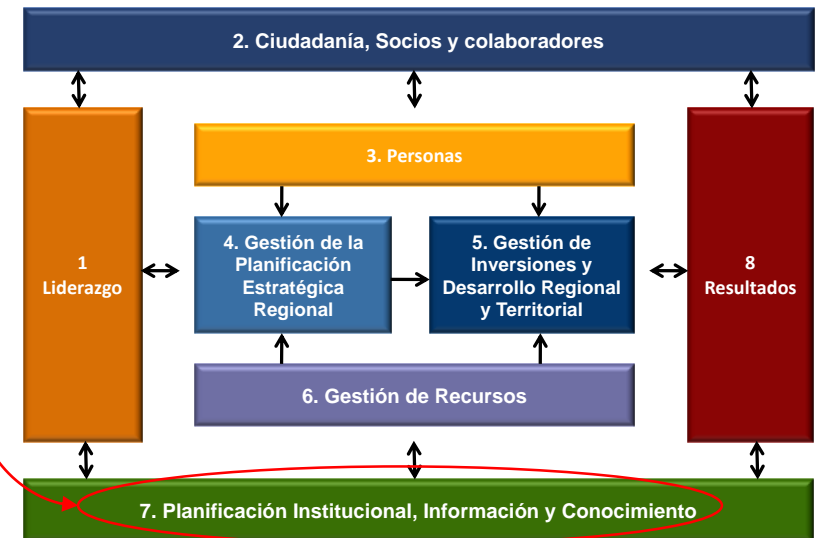 2. Ciudadanía, Socios y colaboradores
3. Personas
1
Liderazgo
4. Gestión de la
Planificación
Estratégica
Regional
5. Gestión de
Inversiones y
Desarrollo Regional
y Territorial
8
Resultados
6. Gestión de Recursos
7. Planificación Institucional, Información y Conocimiento